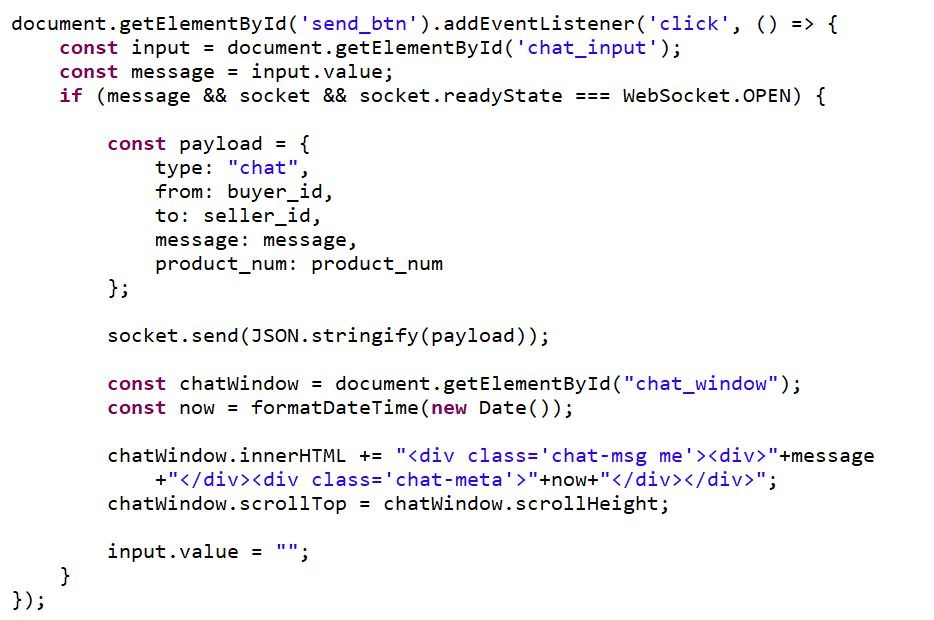 document.getElementById('send_btn').addEventListener('click', () => {
    const input = document.getElementById('chat_input');
    const message = input.value;
    if (message && socket && socket.readyState === WebSocket.OPEN) {

        const payload = {
            type: "chat",
            from: buyer_id,
            to: seller_id,
            message: message,
            product_num: product_num
        };

        socket.send(JSON.stringify(payload));

        const chatWindow = document.getElementById("chat_window");
        const now = formatDateTime(new Date());

        chatWindow.innerHTML += "<div class='chat-msg me'><div>"+message
            +"</div><div class='chat-meta'>"+now+"</div></div>";
        chatWindow.scrollTop = chatWindow.scrollHeight;

        input.value = "";
    }
});